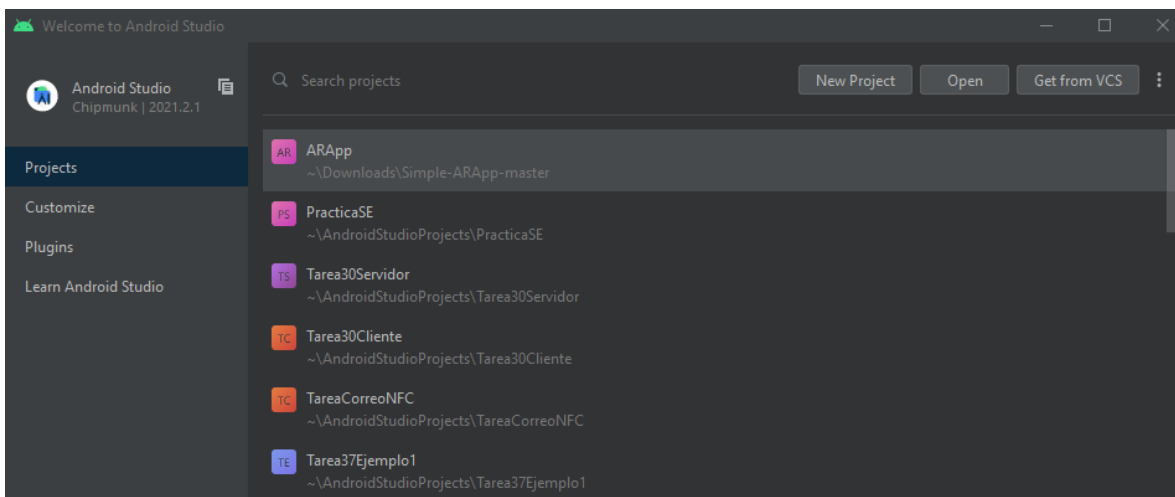 Welcome to Android Studio
Android Studio
Chipmunk | 2021.2.1
Projects
Customize
Plugins
Learn Android Studio
Search projects
New Project
Open
Get from VCS
AR
ARApp
~\Downloads\Simple-ARApp-master
PS
PracticaSE
~\AndroidStudioProjects\PracticaSE
TS
Tarea30Servidor
~\AndroidStudioProjects\Tarea30Servidor
TC
Tarea30Cliente
~\AndroidStudioProjects\Tarea30Cliente
TC
TareaCorreoNFC
~\AndroidStudioProjects\TareaCorreoNFC
TE
Tarea37Ejemplo1
~\AndroidStudioProjects\Tarea37Ejemplo1